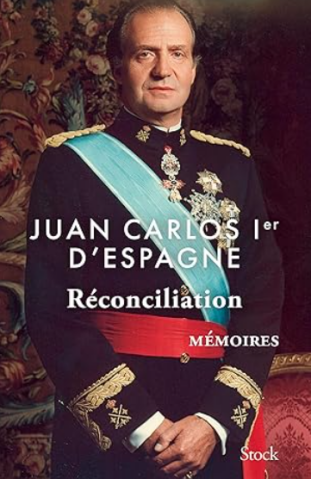 JUAN CARLOS Ier
D'ESPAGNE
Réconciliation
MÉMOIRES
Stock